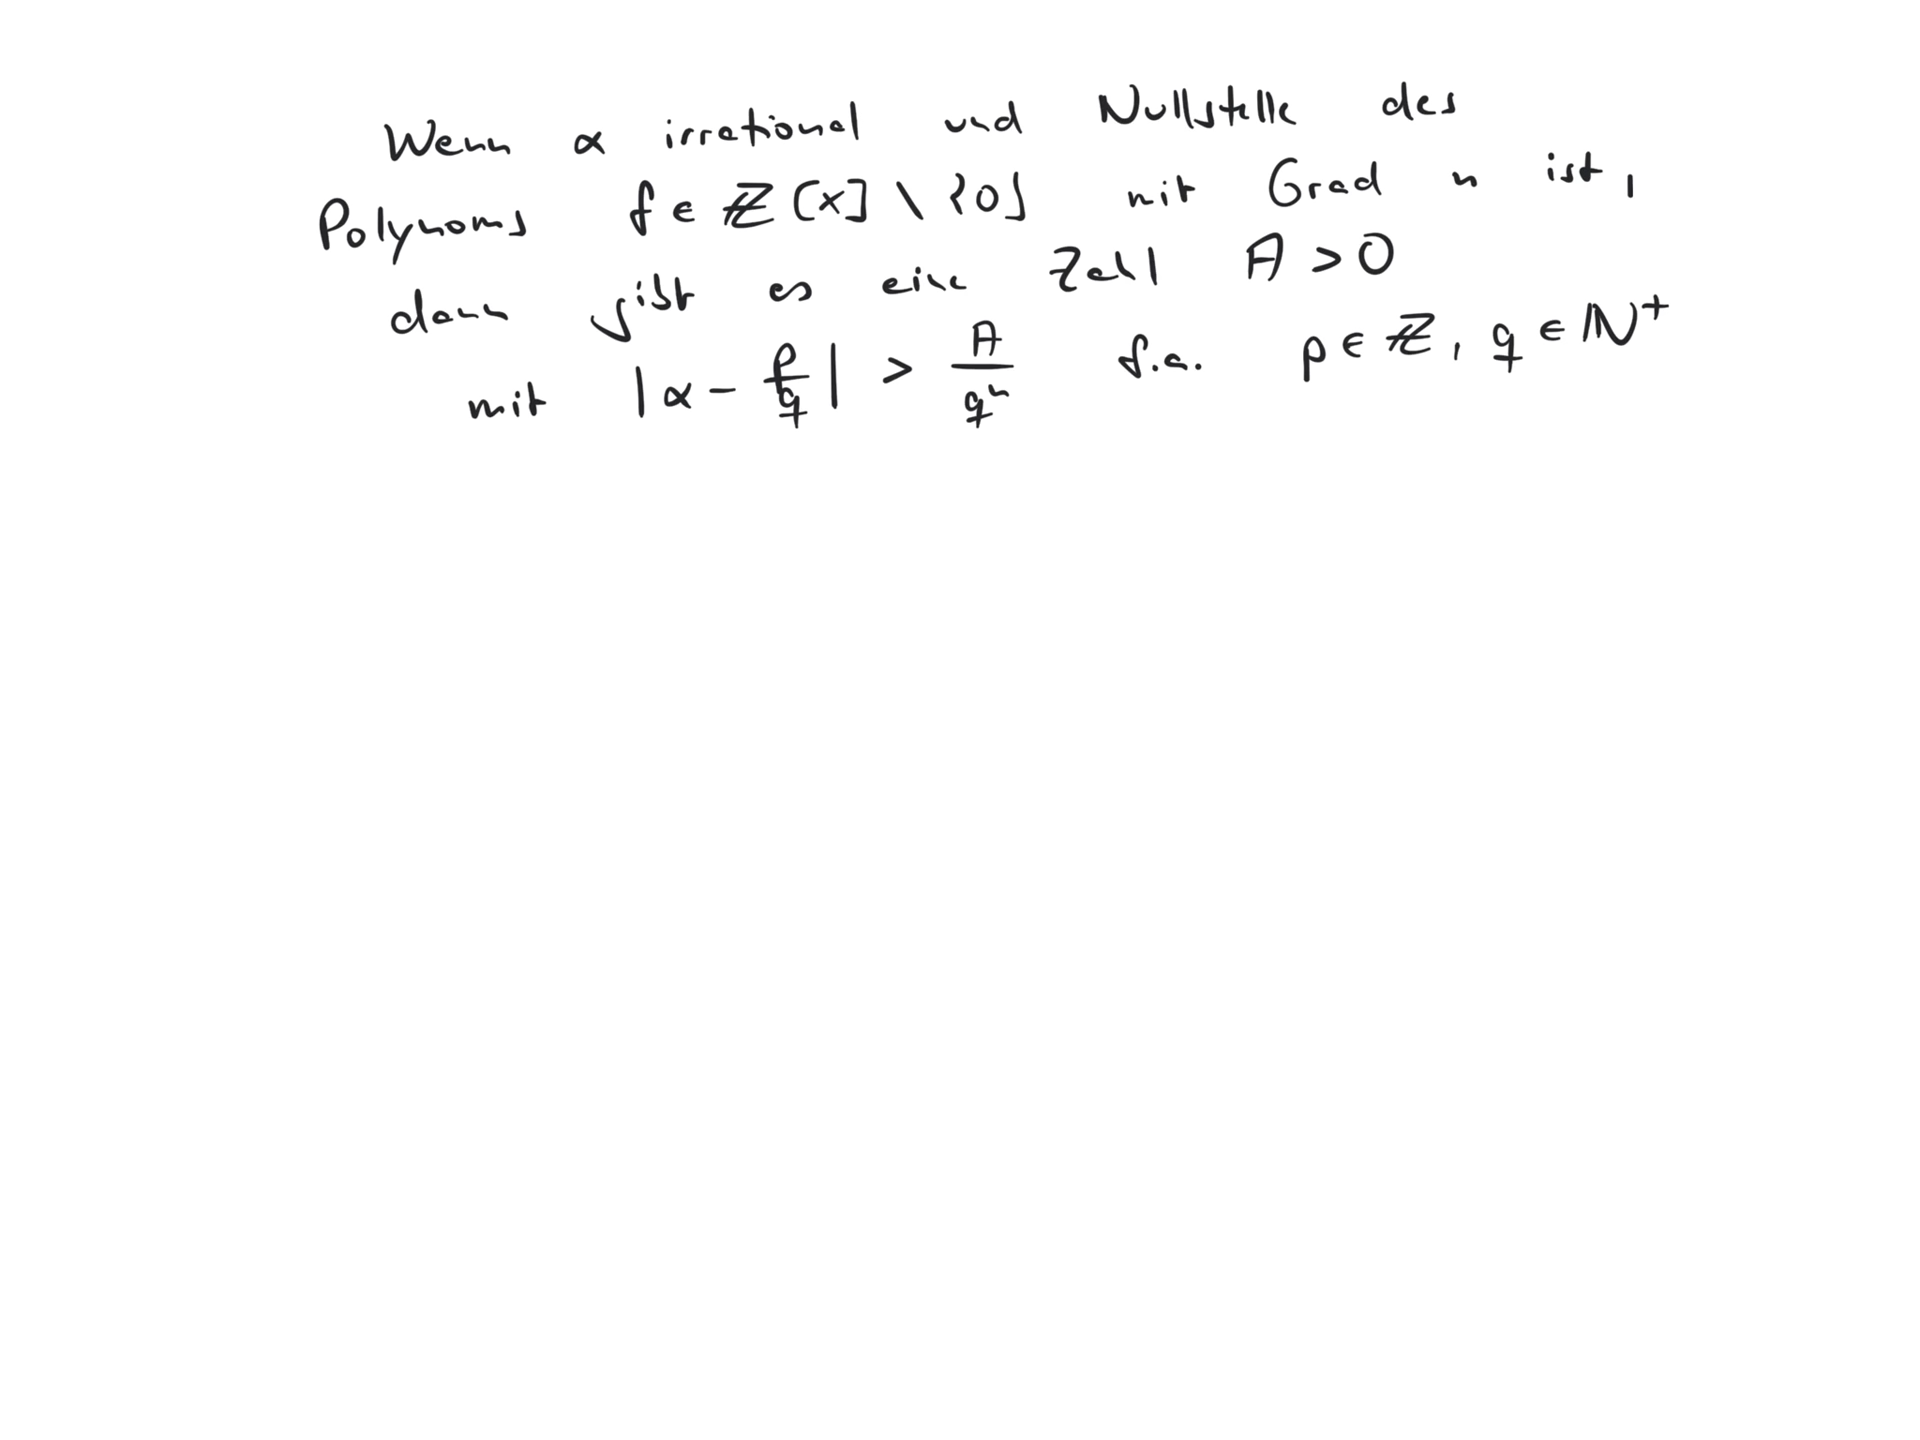 Wenn α irrational und Nullstelle des
Polynoms f ∈ ℤ[x] \ {0} mit Grad n ist,
dann gibt es eine Zahl A > 0
mit |α - p/q| > A/qⁿ f.a. p ∈ ℤ, q ∈ ℕ⁺